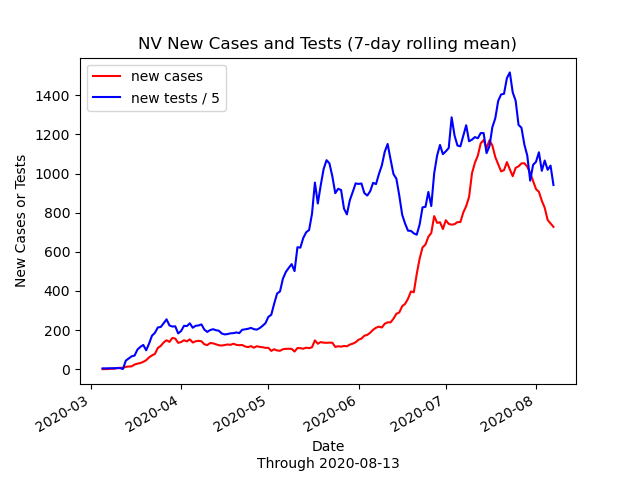 NV New Cases and Tests (7-day rolling mean)
new cases
new tests / 5
New Cases or Tests
1400
1200
1000
800
600
400
200
0
2020-03
2020-04
2020-05
2020-06
2020-07
2020-08
Date
Through 2020-08-13